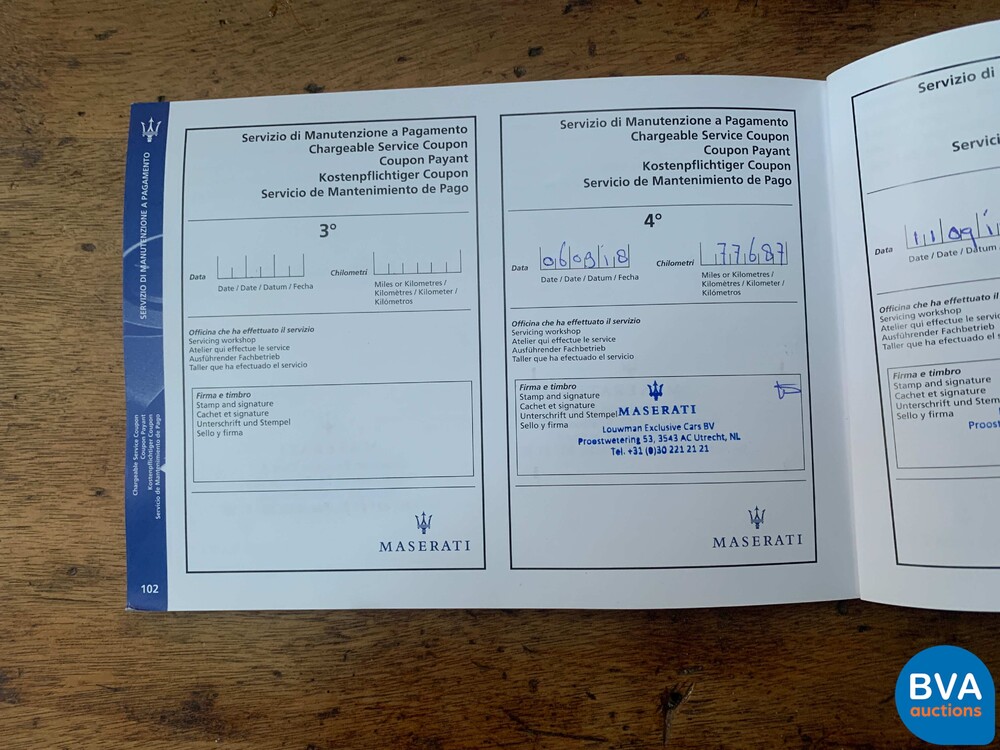 SERVIZIO DI MANUTENZIONE A PAGAMENTO
Chargeable Service Coupon
Coupon Payant
Kostenpflichtiger Coupon
Servicio de Mantenimiento de Pago
102
Servizio di Manutenzione a Pagamento
Chargeable Service Coupon
Coupon Payant
Kostenpflichtiger Coupon
Servicio de Mantenimiento de Pago
3°
Data
Date / Date / Datum / Fecha
Chilometri
Miles or Kilometres /
Kilomètres / Kilometer /
Kilómetros
Officina che ha effettuato il servizio
Servicing workshop
Atelier qui effectue le service
Ausführender Fachbetrieb
Taller que ha efectuado el servicio
Firma e timbro
Stamp and signature
Cachet et signature
Unterschrift und Stempel
Sello y firma
MASERATI
Servizio di Manutenzione a Pagamento
Chargeable Service Coupon
Coupon Payant
Kostenpflichtiger Coupon
Servicio de Mantenimiento de Pago
4°
Data 060918
Date / Date / Datum / Fecha
Chilometri 77687
Miles or Kilometres /
Kilomètres / Kilometer /
Kilómetros
Officina che ha effettuato il servizio
Servicing workshop
Atelier qui effectue le service
Ausführender Fachbetrieb
Taller que ha efectuado el servicio
Firma e timbro
Stamp and signature
Cachet et signature
Unterschrift und Stempel
Sello y firma
MASERATI
Louwman Exclusive Cars BV
Proostwetering 53, 3543 AC Utrecht, NL
Tel. +31 (0)30 221 21 21
MASERATI
Servizio di
Data
Date / Date / Datum
Officina che ha effettuato il
Servicing workshop
Atelier qui effectue le
Ausführender Fachbetrieb
Taller que ha efectuado el
Firma e timbro
Stamp and signature
Cachet et signature
Unterschrift und
Sello y firma
BVA
auctions